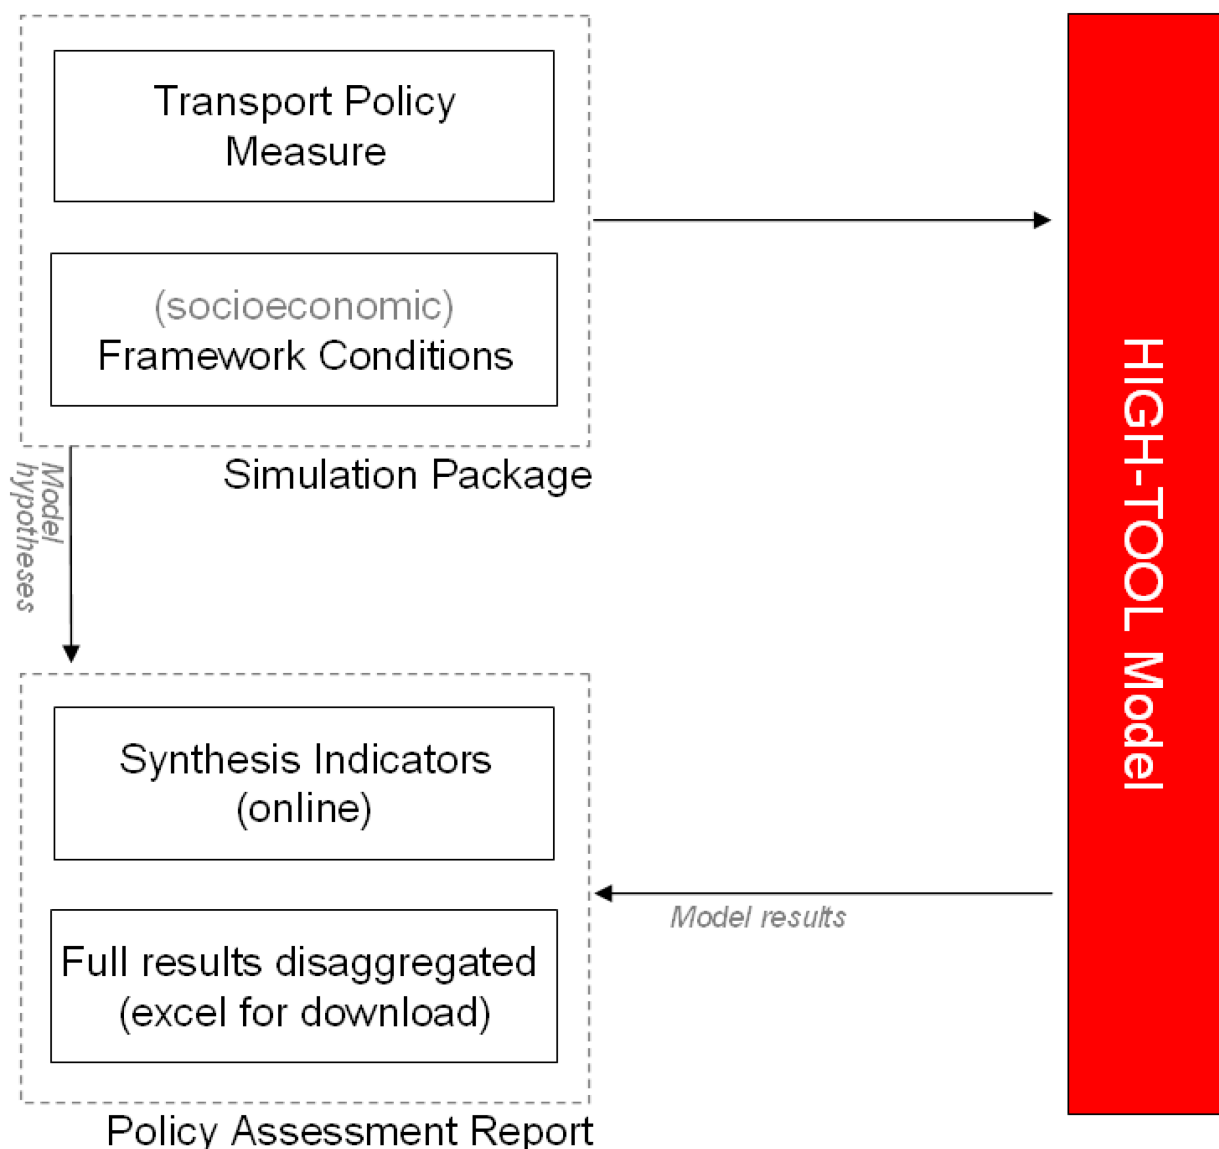 Transport Policy
Measure
(socioeconomic)
Framework Conditions
Simulation Package
Model
hypotheses
HIGH-TOOL Model
Synthesis Indicators
(online)
Model results
Full results disaggregated
(excel for download)
Policy Assessment Report